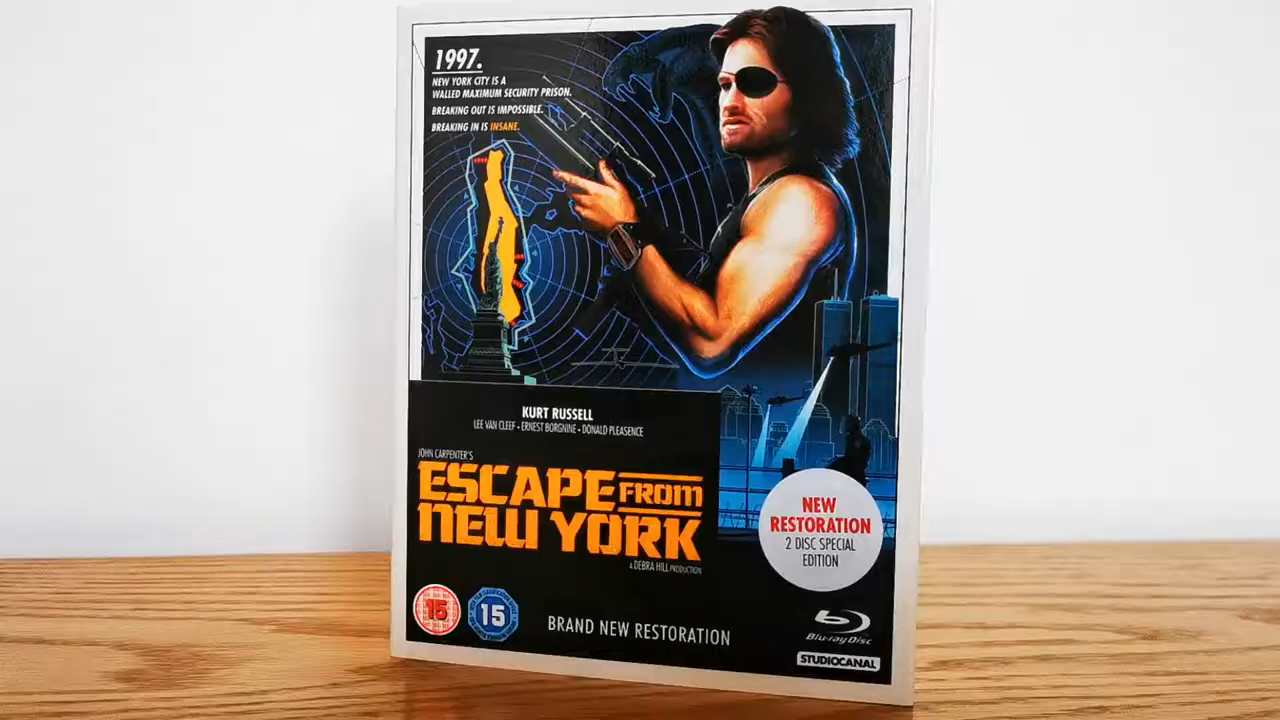 1997.
NEW YORK CITY IS A
WALLED MAXIMUM SECURITY PRISON.
BREAKING OUT IS IMPOSSIBLE.
BREAKING IN IS INSANE.
KURT RUSSELL
LEE VAN CLEEF • ERNEST BORGNINE • DONALD PLEASENCE
JOHN CARPENTER'S
ESCAPE FROM
NEW YORK
A DEBRA HILL PRODUCTION
NEW
RESTORATION
2 DISC SPECIAL
EDITION
15
15
BRAND NEW RESTORATION
Blu-ray Disc
STUDIOCANAL